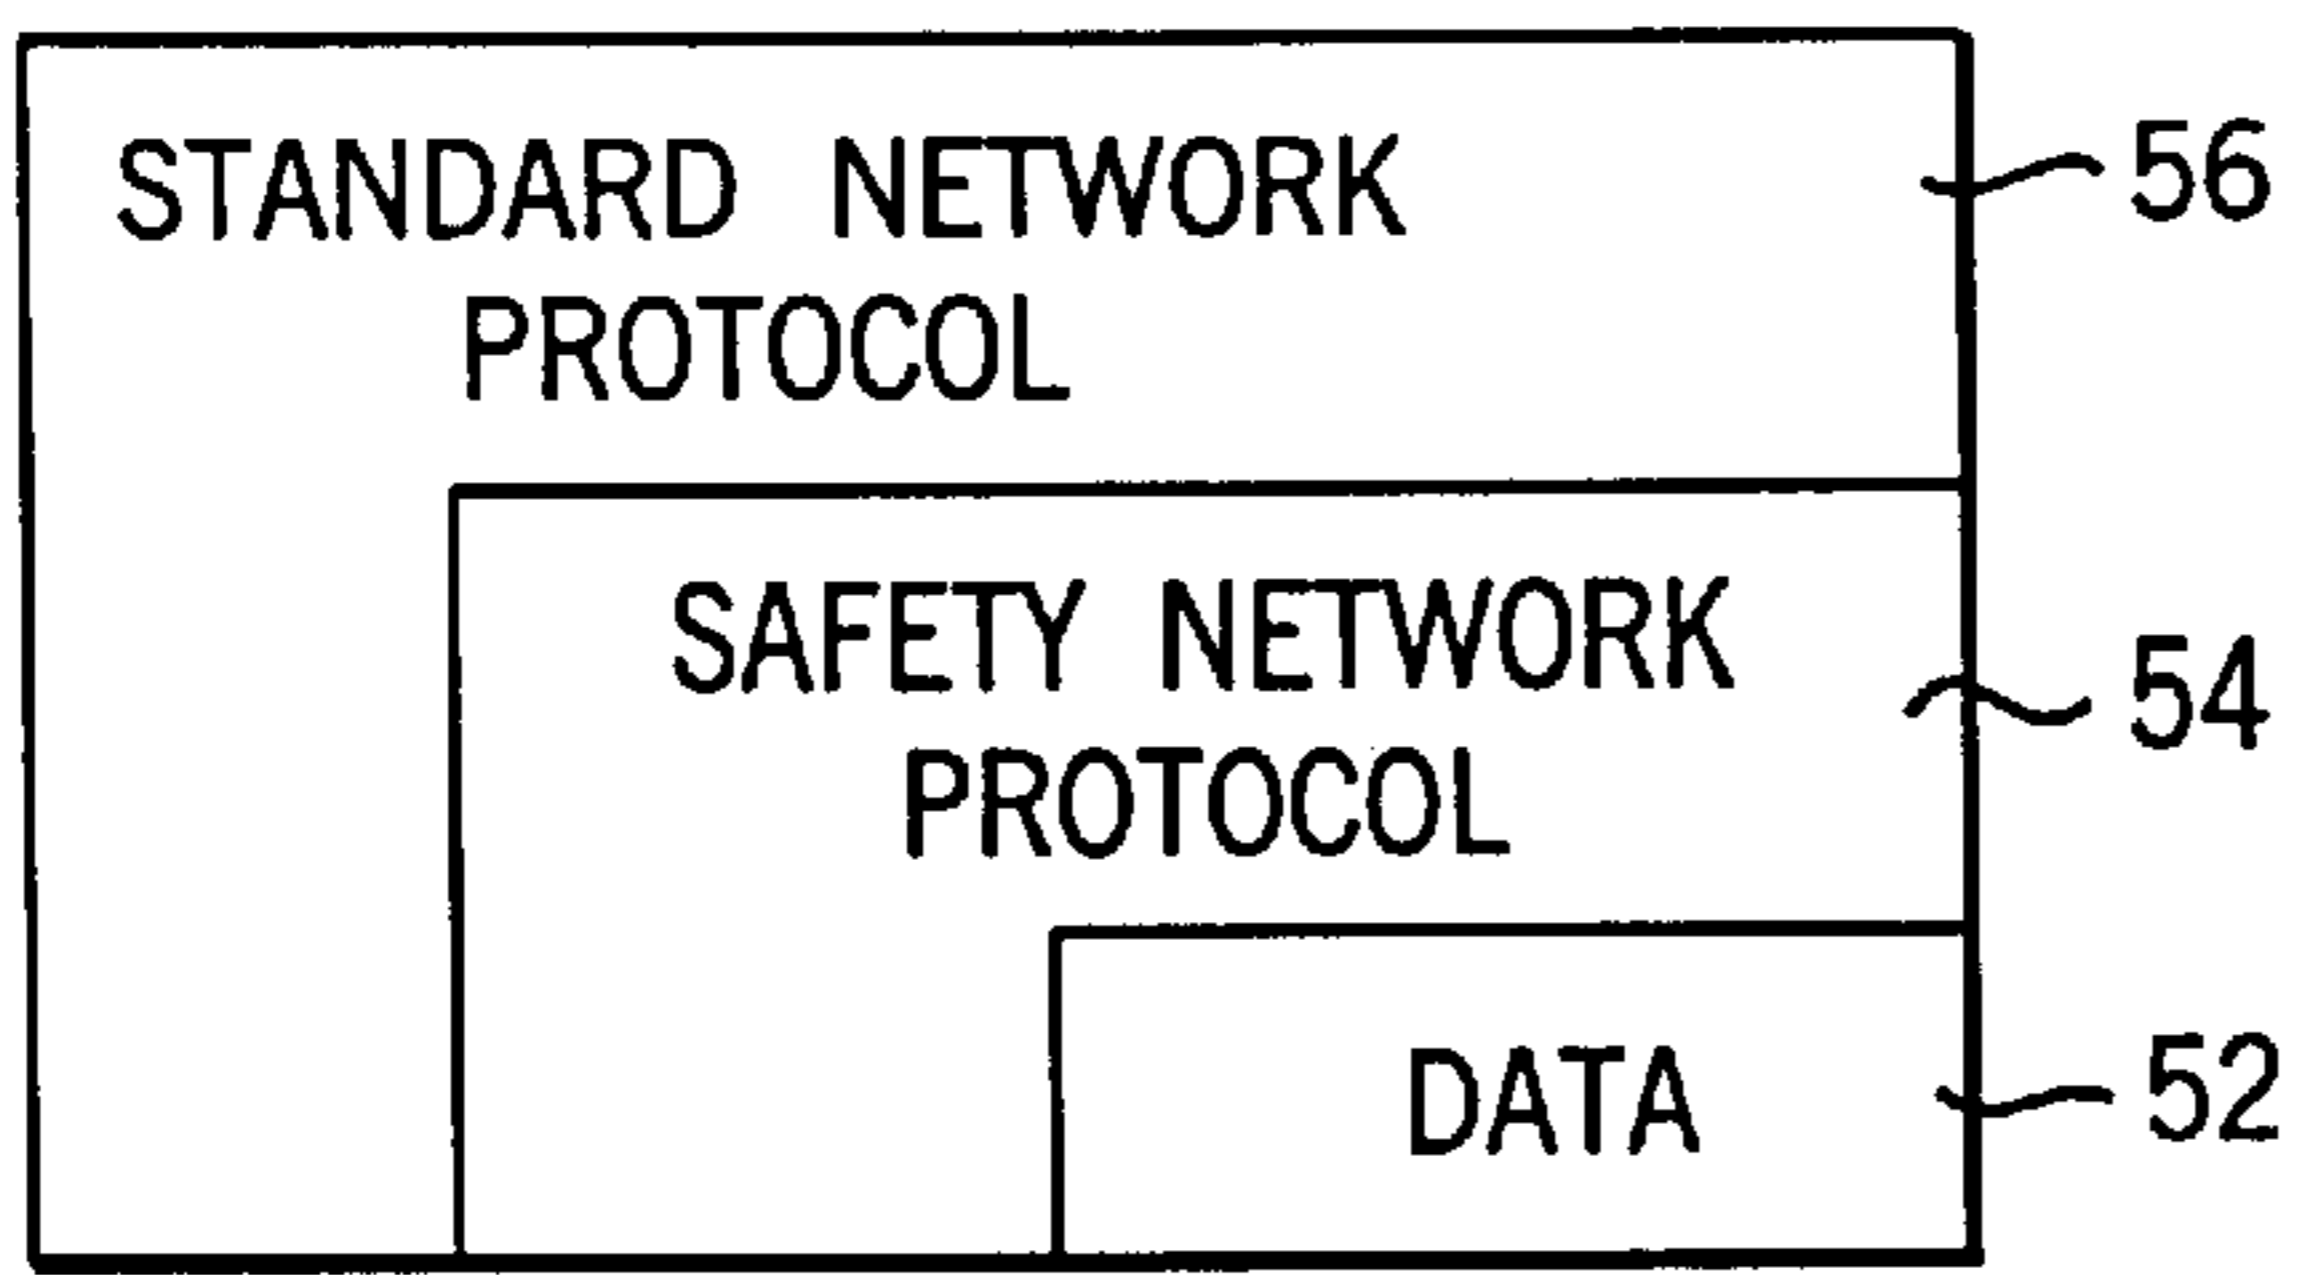 STANDARD NETWORK
PROTOCOL
56
SAFETY NETWORK
PROTOCOL
54
DATA
52